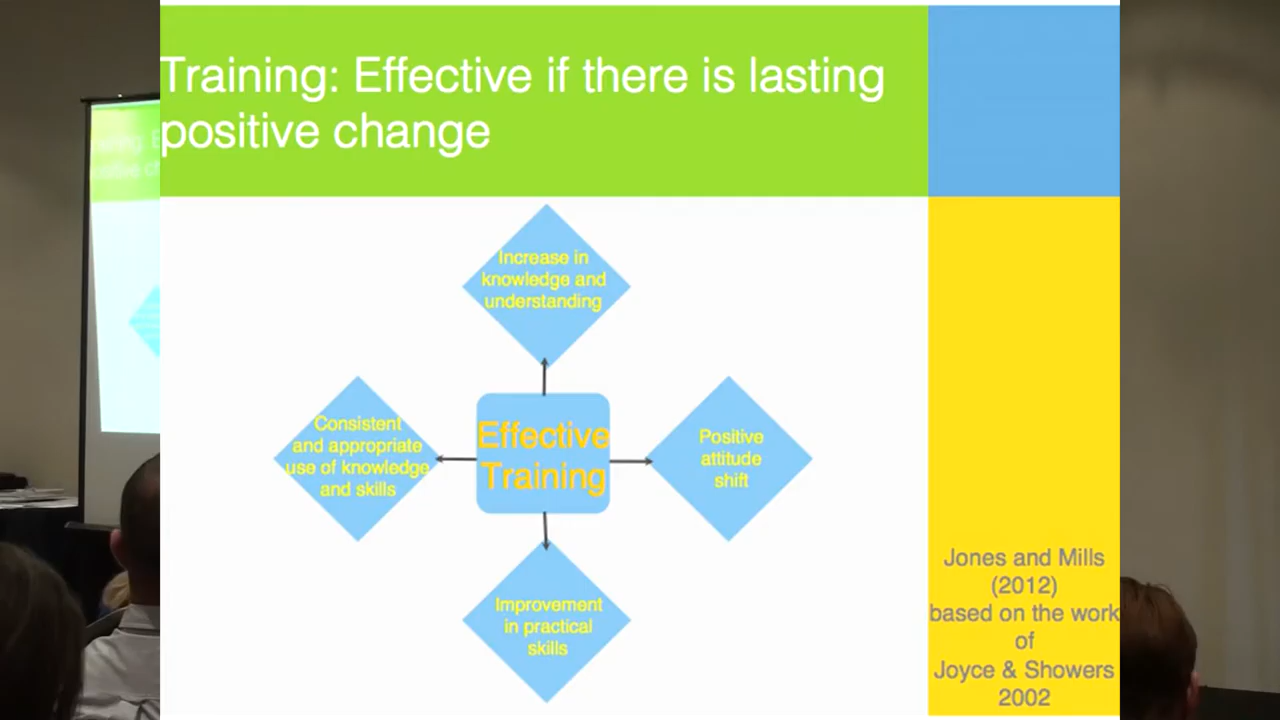 Training: Effective if there is lasting
positive change
Increase in
knowledge and
understanding
Consistent
and appropriate
use of knowledge
and skills
Effective
Training
Positive
attitude
shift
Improvement
in practical
skills
Jones and Mills
(2012)
based on the work
of
Joyce & Showers
2002